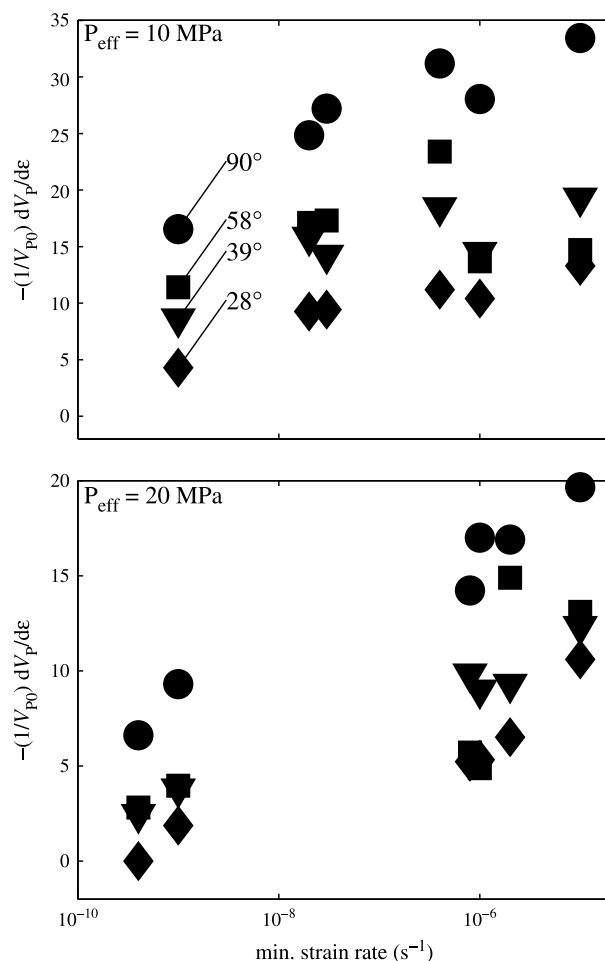 35
P_eff = 10 MPa
30
25
90°
20
58°
15
39°
10
28°
5
0
−(1/V_P0) dV_P/dε
20
P_eff = 20 MPa
15
10
5
0
−(1/V_P0) dV_P/dε
10⁻¹⁰ 10⁻⁸ 10⁻⁶
min. strain rate (s⁻¹)